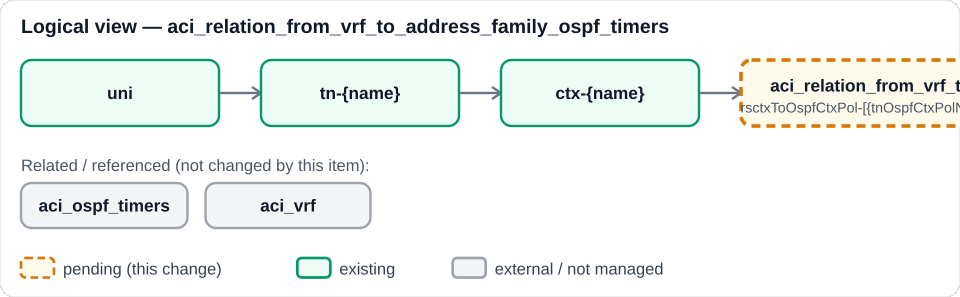 Logical view — aci_relation_from_vrf_to_address_family_ospf_timers
uni
tn-{name}
ctx-{name}
aci_relation_from_vrf_t
rsctxToOspfCtxPol-[{tnOspfCtxPolN
Related / referenced (not changed by this item):
aci_ospf_timers
aci_vrf
pending (this change)
existing
external / not managed